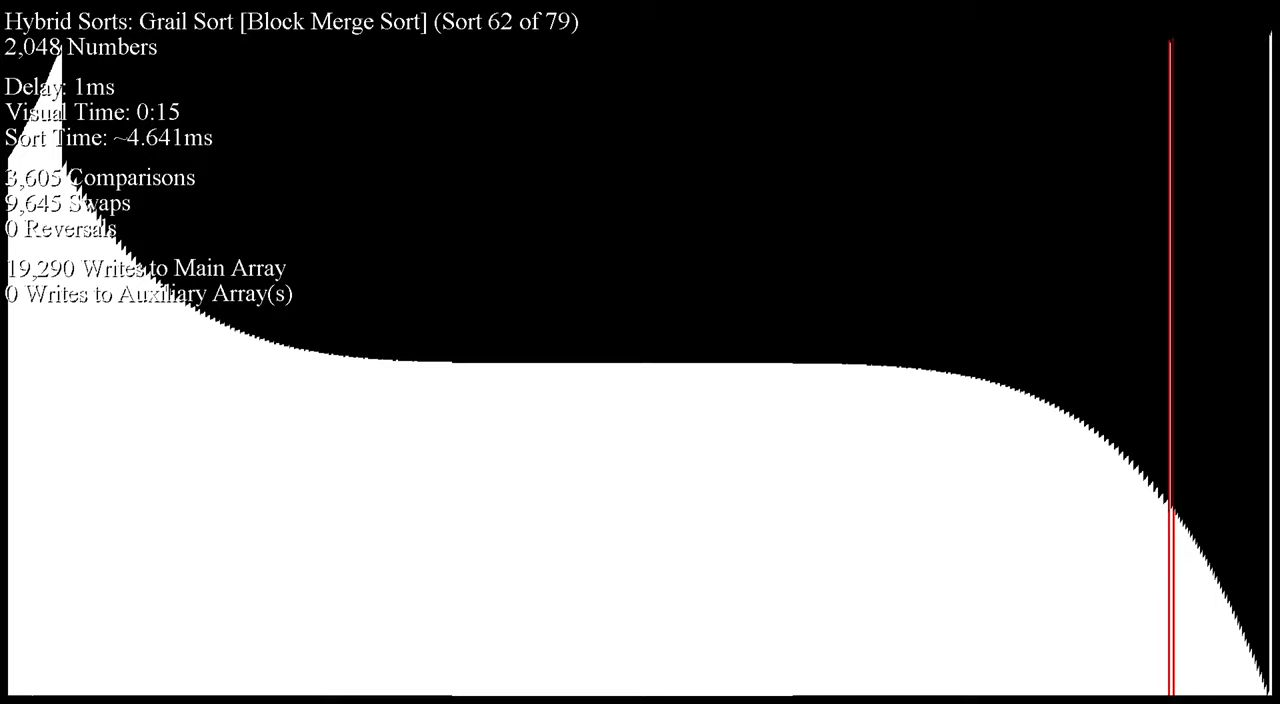 Hybrid Sorts: Grail Sort [Block Merge Sort] (Sort 62 of 79)
2,048 Numbers
Delay: 1ms
Visual Time: 0:15
Sort Time: ~4.641ms
3,605 Comparisons
9,645 Swaps
0 Reversals
19,290 Writes to Main Array
0 Writes to Auxiliary Array(s)